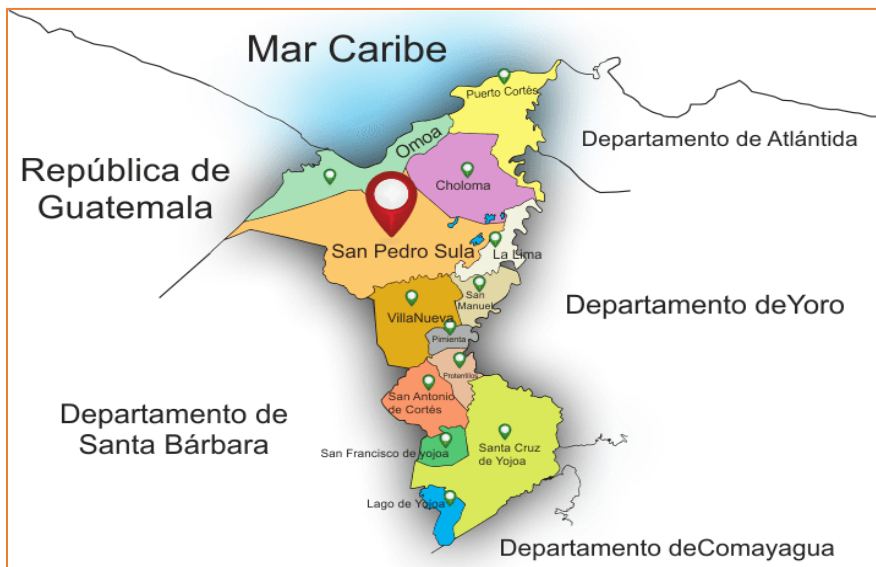 Mar Caribe
Puerto Cortés
Omoa
Departamento de Atlántida
República de
Guatemala
Choloma
San Pedro Sula
La Lima
San
Manuel
Departamento deYoro
VillaNueva
Pimienta
Protentillos
San Antonio
de Cortés
Departamento de
Santa Bárbara
San Francisco de yojoa
Santa Cruz
de Yojoa
Lago de Yojoa
Departamento deComayagua